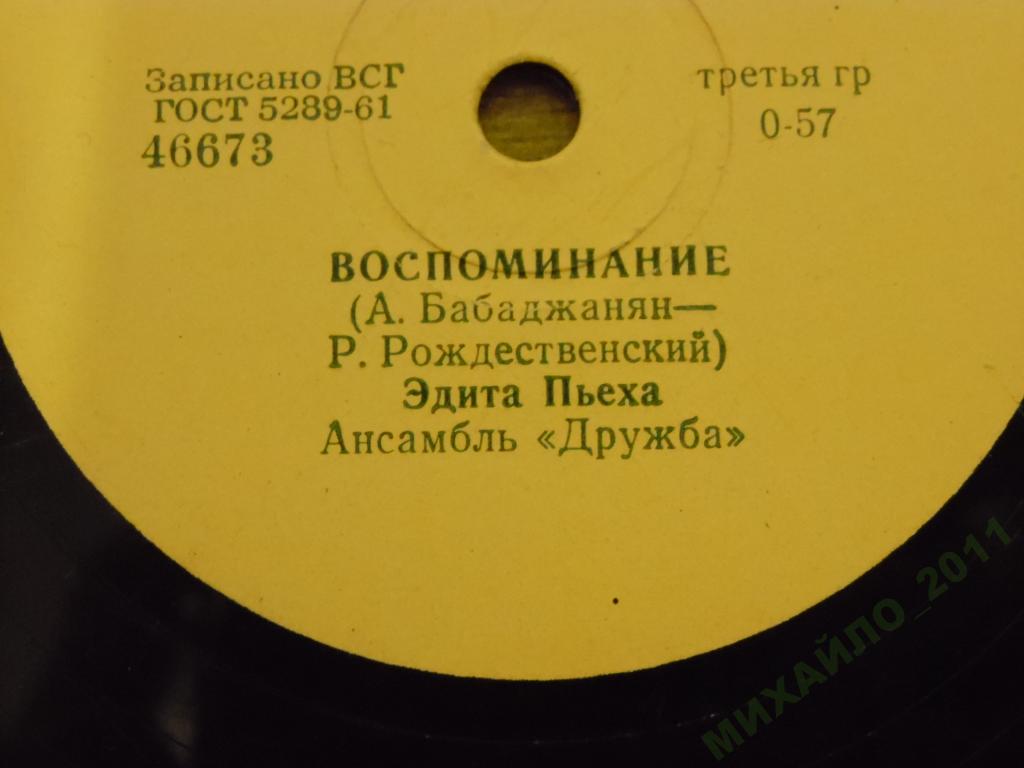 Записано ВСГ
ГОСТ 5289-61
46673
третья гр
0-57
ВОСПОМИНАНИЕ
(А. Бабаджанян—
Р. Рождественский)
Эдита Пьеха
Ансамбль «Дружба»
МИХАЙЛО_2011